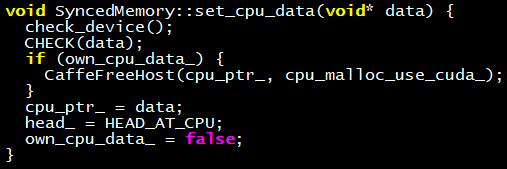 void SyncedMemory::set_cpu_data(void* data) {
  check_device();
  CHECK(data);
  if (own_cpu_data_) {
    CaffeFreeHost(cpu_ptr_, cpu_malloc_use_cuda_);
  }
  cpu_ptr_ = data;
  head_ = HEAD_AT_CPU;
  own_cpu_data_ = false;
}